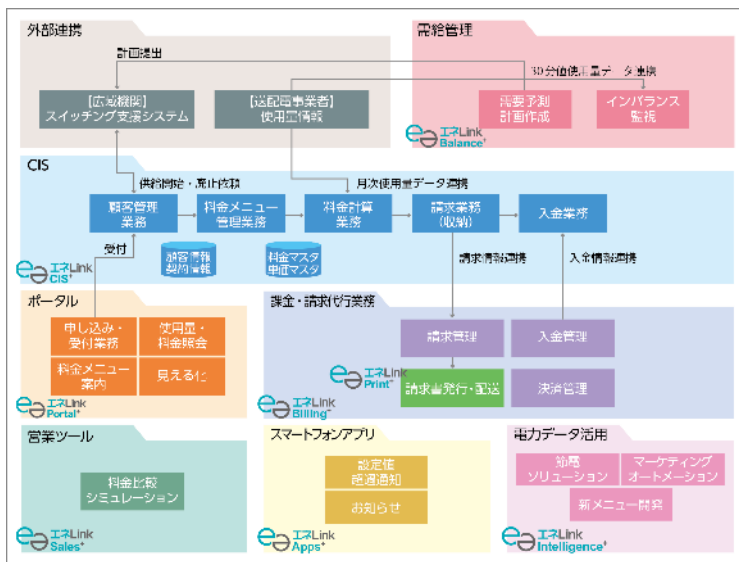 外部連携
需給管理
計画提出
30分値使用量データ連携
【広域機関】
スイッチング支援システム
【送配電事業者】
使用量情報
需要予測
計画作成
インバランス
監視
エネLink
Balance+
CIS
供給開始・廃止依頼
月次使用量データ連携
顧客管理
業務
料金メニュー
管理業務
料金計算
業務
請求業務
(収納)
入金業務
受付
顧客情報
契約情報
料金マスタ
単価マスタ
請求情報連携
入金情報連携
エネLink
CIS+
ポータル
課金・請求代行業務
申し込み・
受付業務
使用量・
料金照会
料金メニュー
案内
見える化
請求管理
入金管理
エネLink
Print+
請求書発行・配送
決済管理
エネLink
Portal+
エネLink
Billing+
営業ツール
スマートフォンアプリ
電力データ活用
料金比較
シミュレーション
設定値
超過通知
お知らせ
節電
ソリューション
マーケティング
オートメーション
新メニュー開発
エネLink
Sales+
エネLink
Apps+
エネLink
Intelligence+